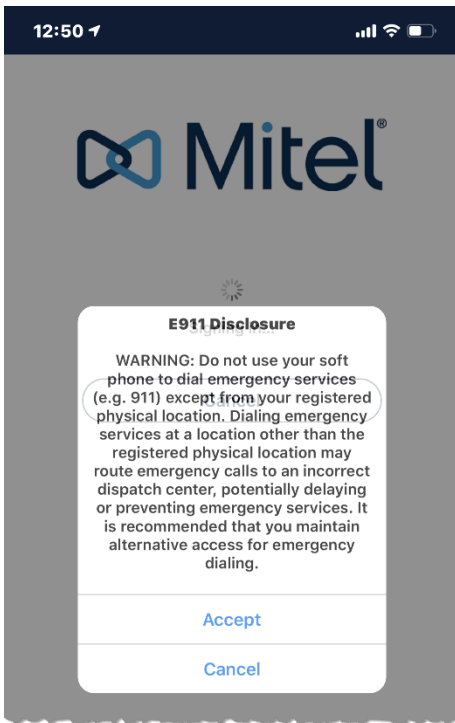 12:50
Mitel®
Signing in...
E911 Disclosure
WARNING: Do not use your soft
phone to dial emergency services
(e.g. 911) except from your registered
Cancel
physical location. Dialing emergency
services at a location other than the
registered physical location may
route emergency calls to an incorrect
dispatch center, potentially delaying
or preventing emergency services. It
is recommended that you maintain
alternative access for emergency
dialing.
Accept
Cancel